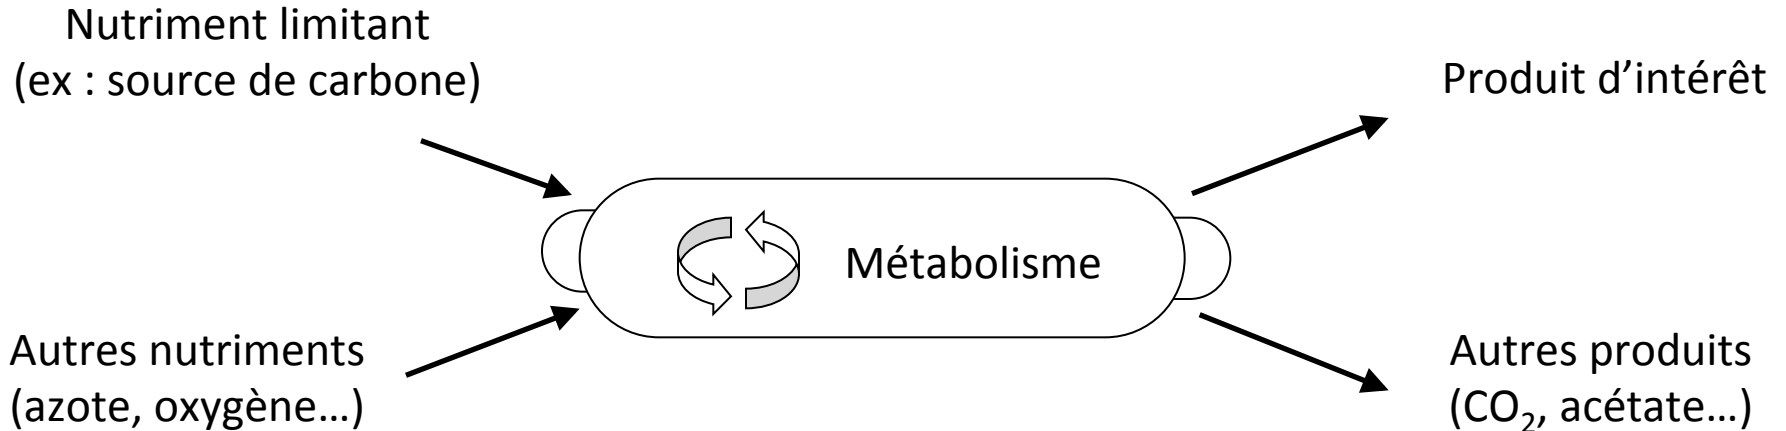 Nutriment limitant
(ex : source de carbone)
Produit d’intérêt
Métabolisme
Autres nutriments
(azote, oxygène…)
Autres produits
(CO₂, acétate…)